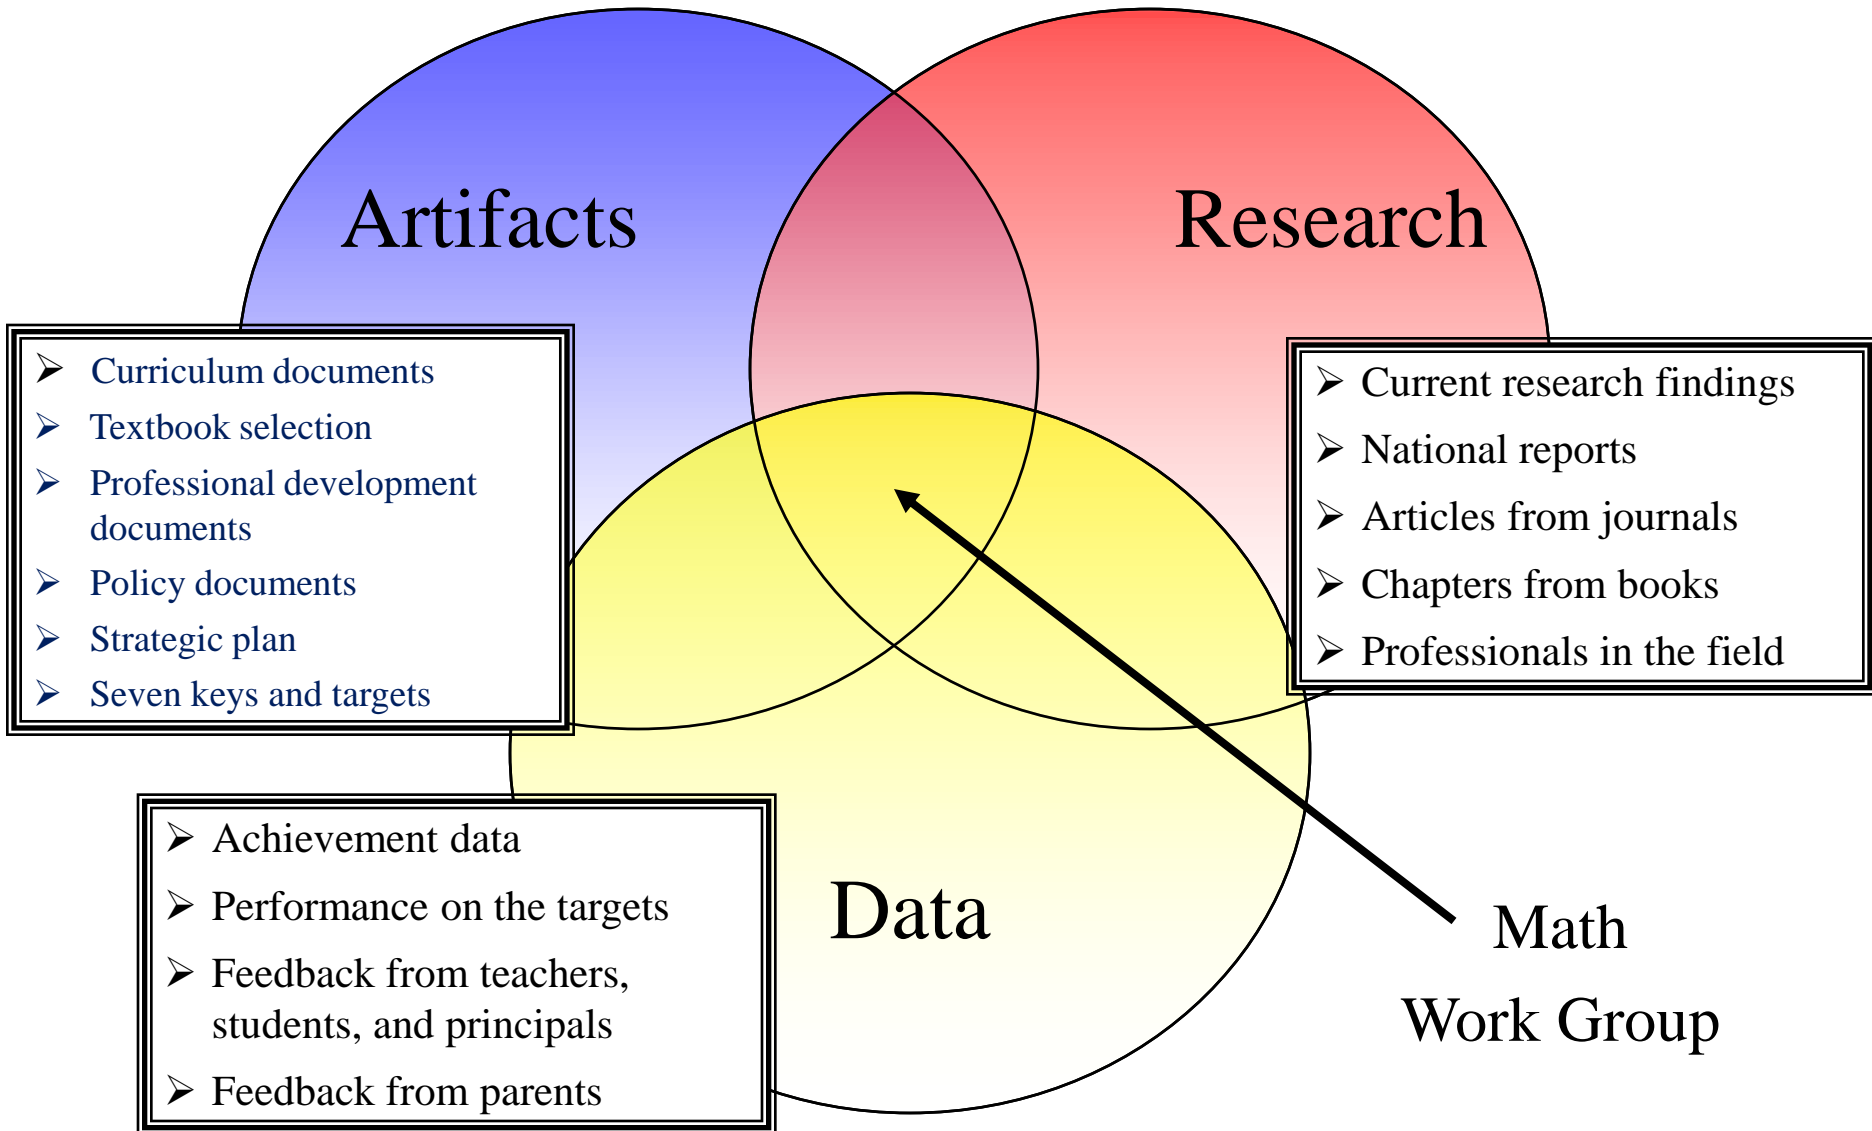 Artifacts
Research
➢ Curriculum documents
➢ Textbook selection
➢ Professional development
documents
➢ Policy documents
➢ Strategic plan
➢ Seven keys and targets
➢ Current research findings
➢ National reports
➢ Articles from journals
➢ Chapters from books
➢ Professionals in the field
➢ Achievement data
➢ Performance on the targets
➢ Feedback from teachers,
students, and principals
➢ Feedback from parents
Data
Math
Work Group